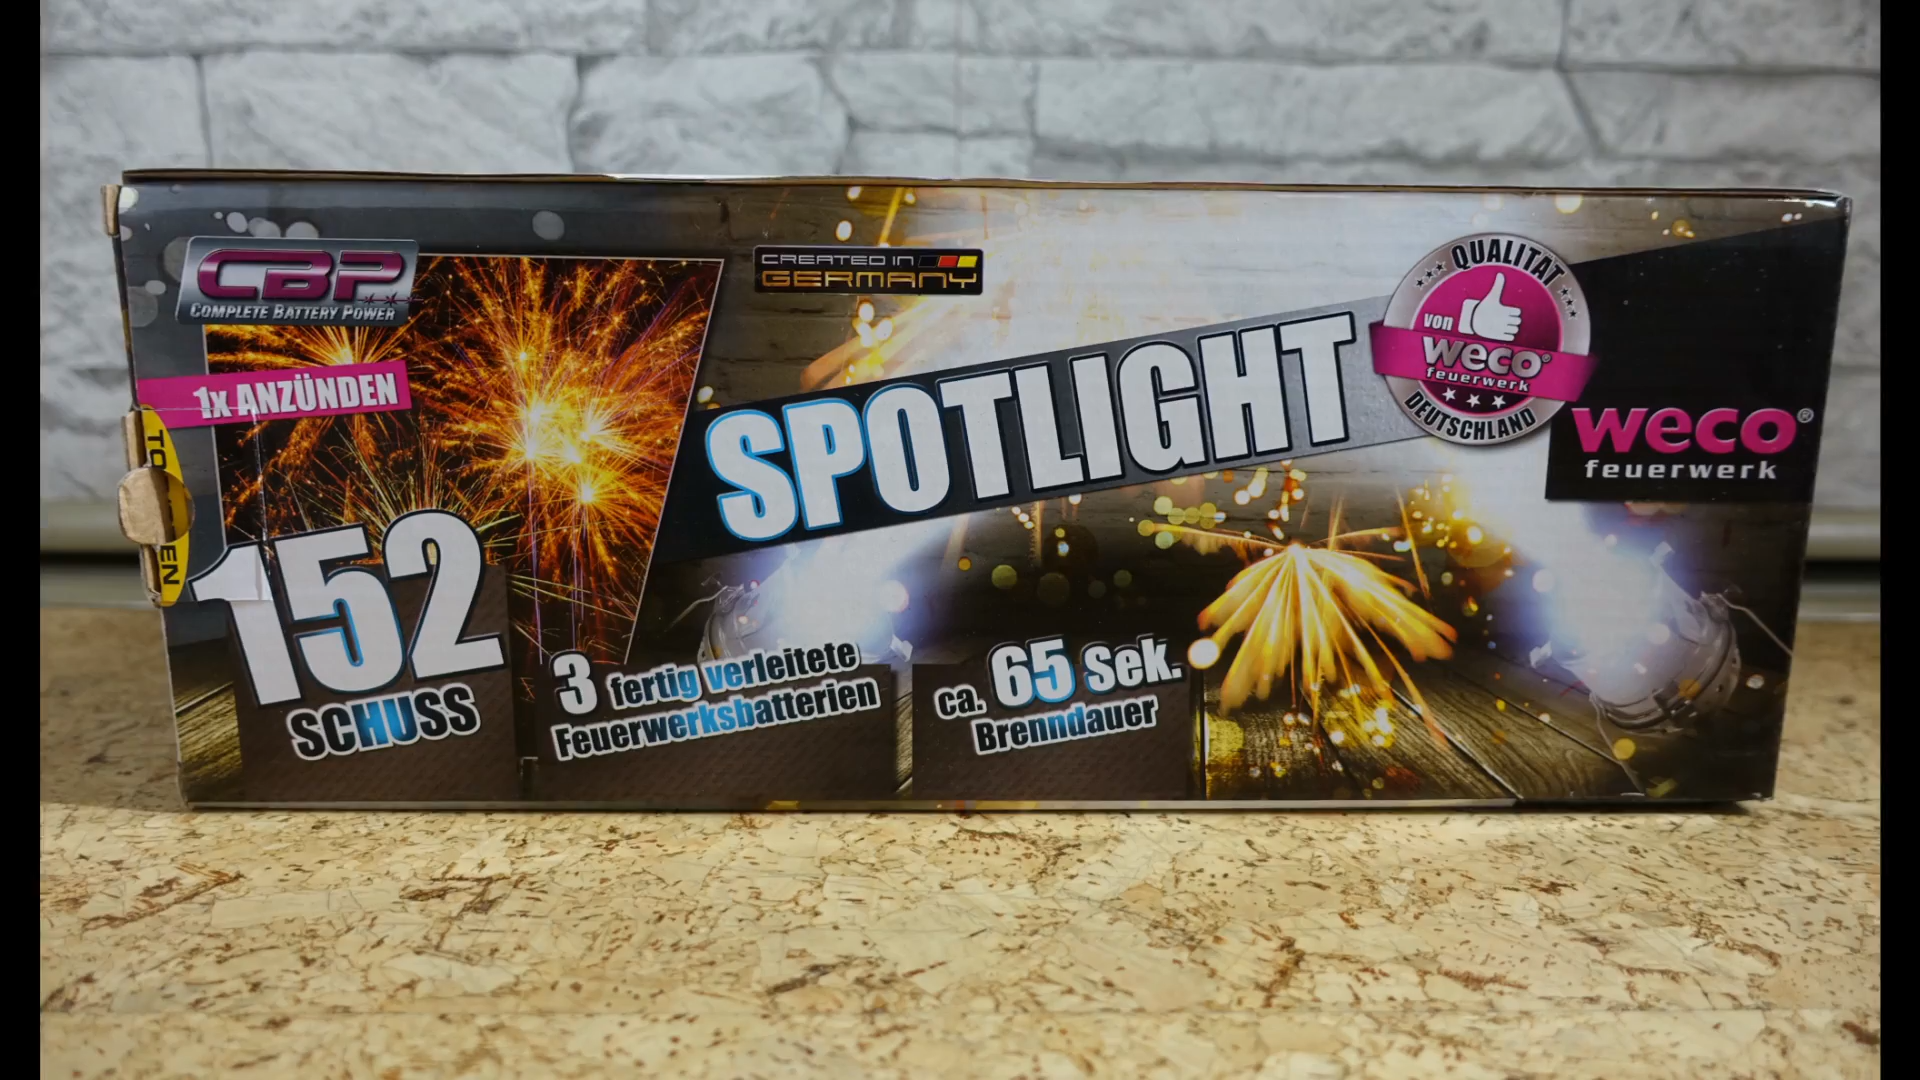 CBP
COMPLETE BATTERY POWER
CREATED IN
GERMANY
1x ANZÜNDEN
SPOTLIGHT
QUALITÄT
von
weco®
feuerwerk
DEUTSCHLAND
weco®
feuerwerk
152
SCHUSS
3 fertig verleitete
Feuerwerksbatterien
ca. 65 Sek.
Brenndauer